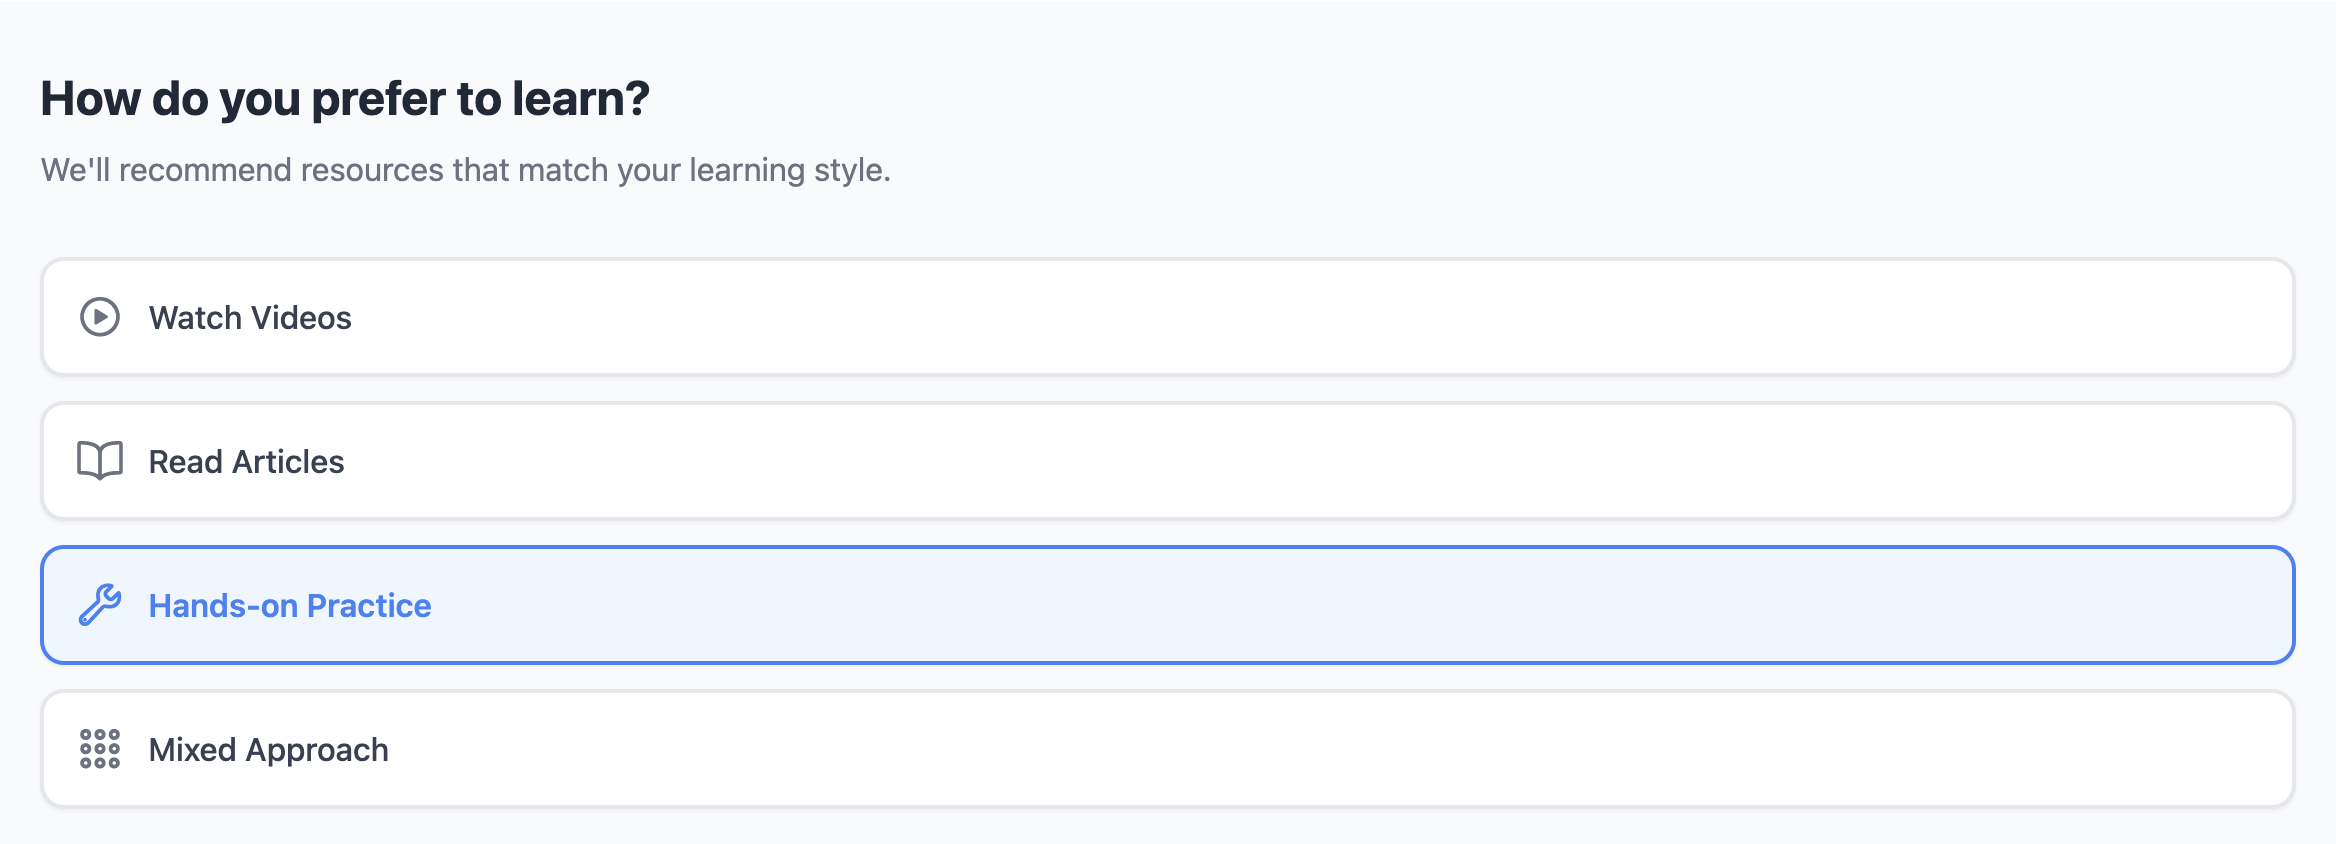 How do you prefer to learn?
We'll recommend resources that match your learning style.
Watch Videos
Read Articles
Hands-on Practice
Mixed Approach